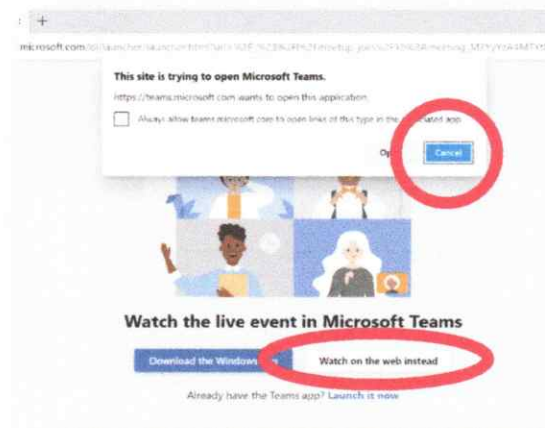 +
microsoft.com
This site is trying to open Microsoft Teams.
https://teams.microsoft.com wants to open this application.
Always allow teams.microsoft.com to open links of this type in the associated app
Cancel
Watch the live event in Microsoft Teams
Download the Windows
Watch on the web instead
Already have the Teams app? Launch it now